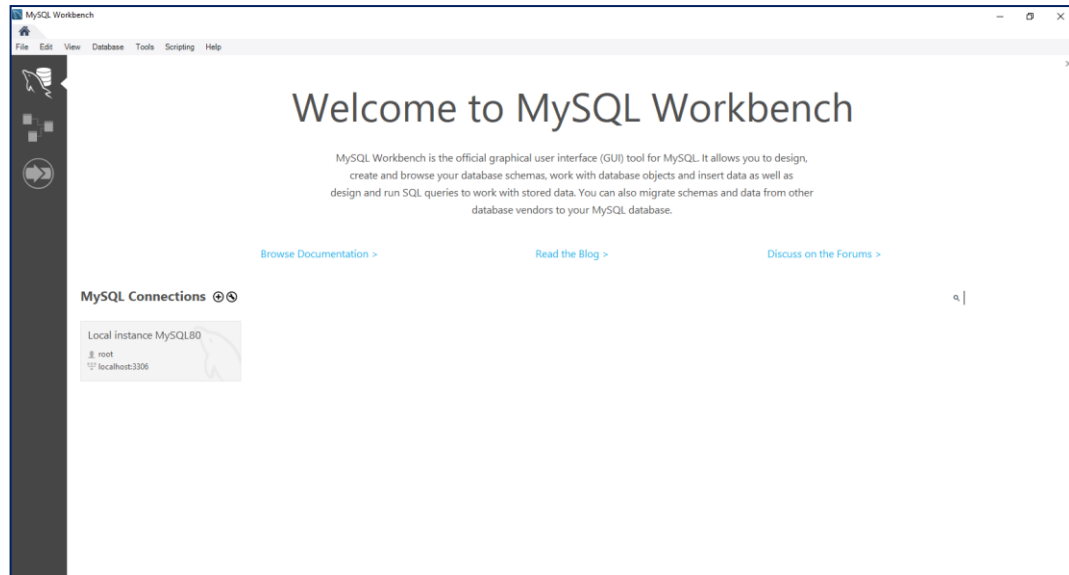 MySQL Workbench
File Edit View Database Tools Scripting Help
Welcome to MySQL Workbench
MySQL Workbench is the official graphical user interface (GUI) tool for MySQL. It allows you to design,
create and browse your database schemas, work with database objects and insert data as well as
design and run SQL queries to work with stored data. You can also migrate schemas and data from other
database vendors to your MySQL database.
Browse Documentation > Read the Blog > Discuss on the Forums >
MySQL Connections
Local instance MySQL80
root
localhost:3306